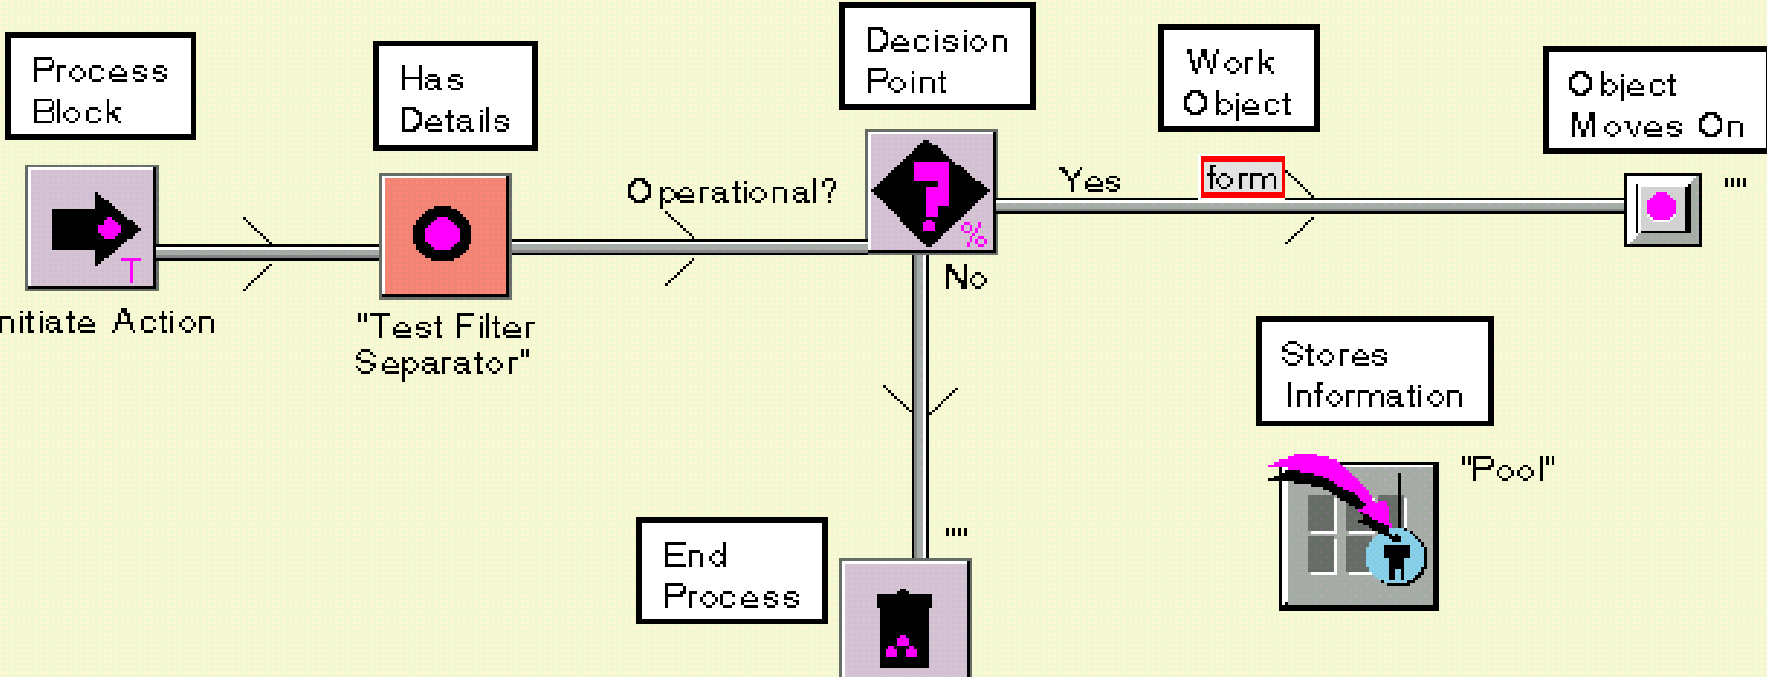 Process
Block
Has
Details
Decision
Point
Work
Object
Object
Moves On
T
nitiate Action
"Test Filter
Separator"
Operational?
?
%
Yes
form
""
No
Stores
Information
"Pool"
End
Process
""